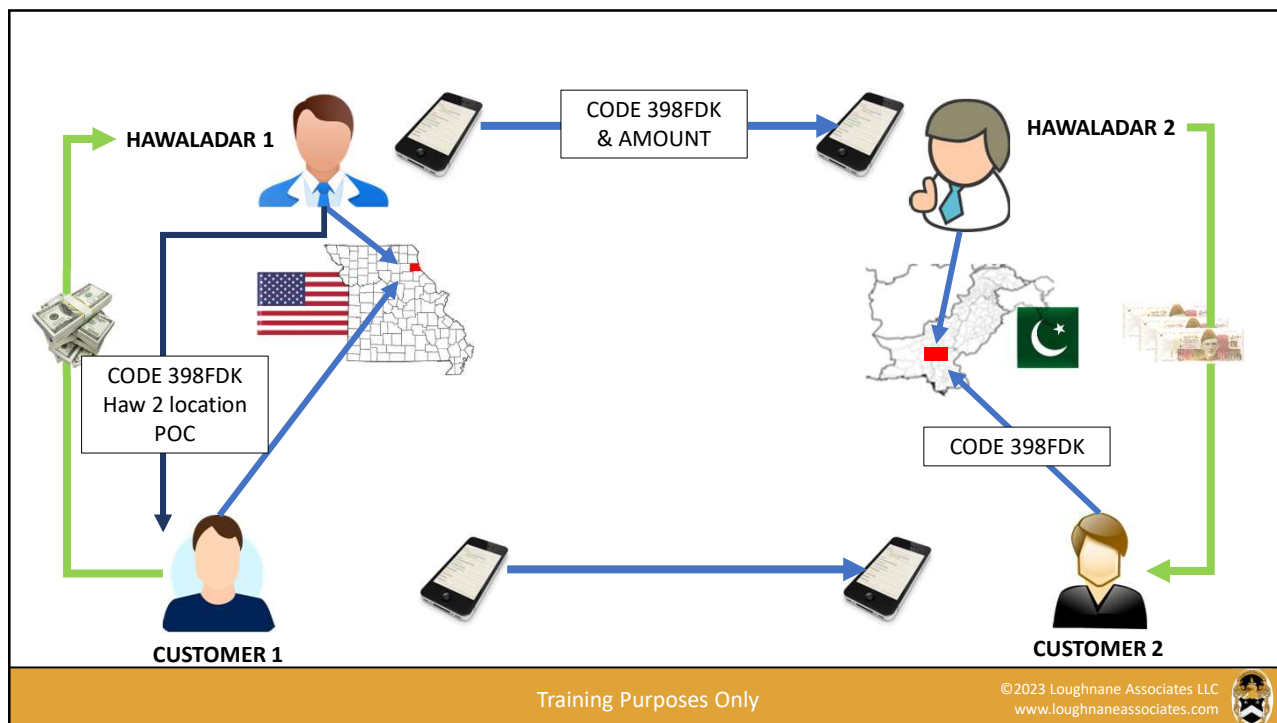 HAWALADAR 1
CODE 398FDK
& AMOUNT
HAWALADAR 2
CODE 398FDK
Haw 2 location
POC
CODE 398FDK
CUSTOMER 1
CUSTOMER 2
Training Purposes Only
©2023 Loughnane Associates LLC
www.loughnaneassociates.com